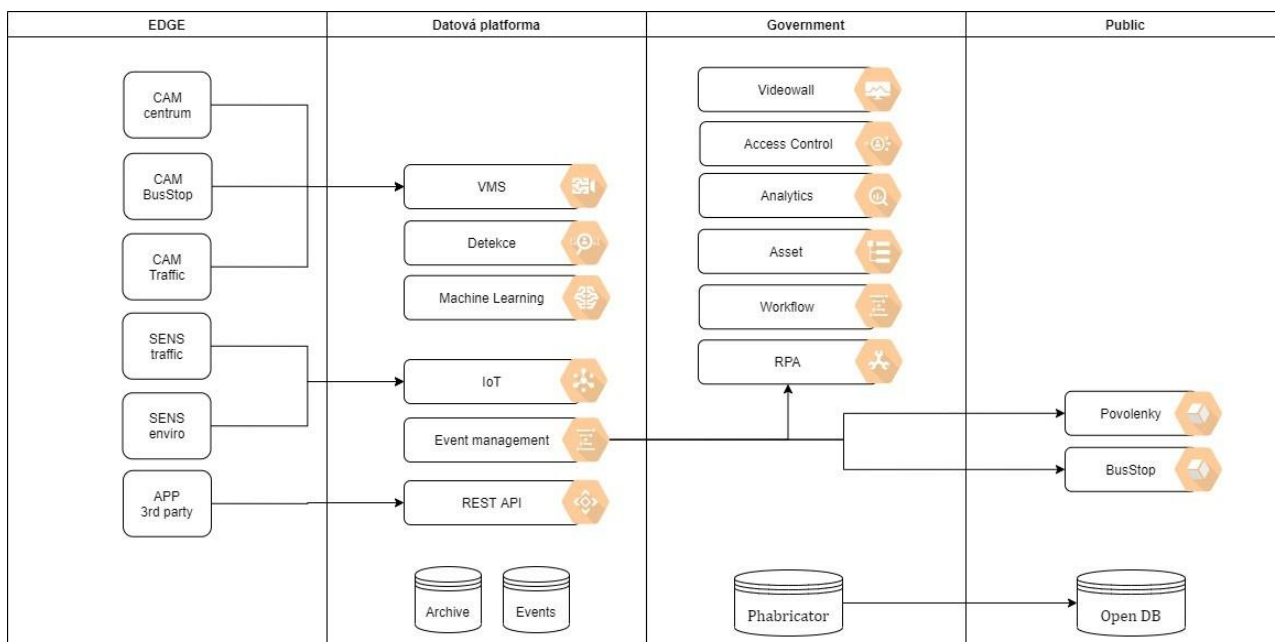 EDGE
Datová platforma
Government
Public
CAM
centrum
CAM
BusStop
CAM
Traffic
SENS
traffic
SENS
enviro
APP
3rd party
VMS
Detekce
Machine Learning
IoT
Event management
REST API
Archive
Events
Videowall
Access Control
Analytics
Asset
Workflow
RPA
Phabricator
Povolenky
BusStop
Open DB